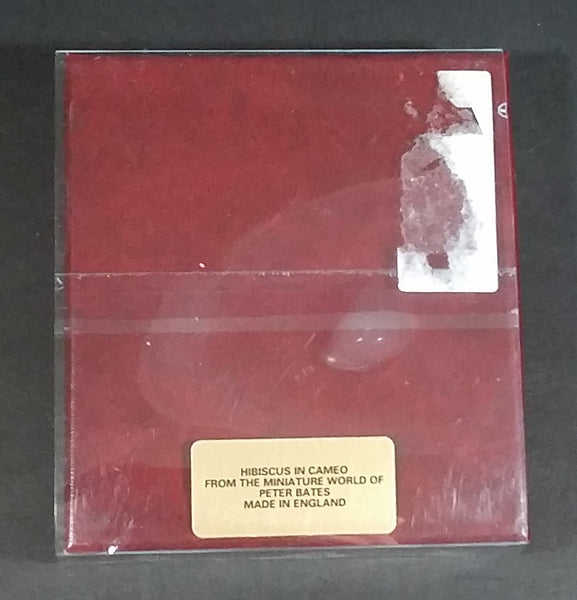 HIBISCUS IN CAMEO
FROM THE MINIATURE WORLD OF
PETER BATES
MADE IN ENGLAND